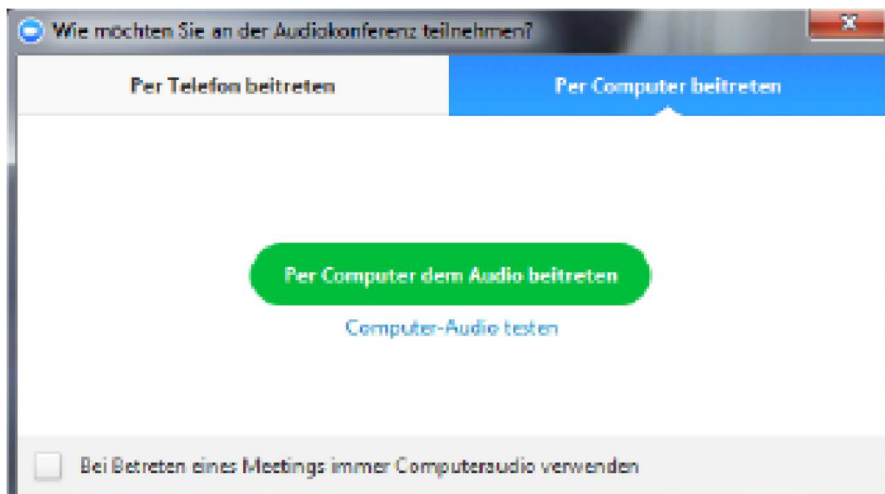 Wie möchten Sie an der Audiokonferenz teilnehmen?
Per Telefon beitreten
Per Computer beitreten
Per Computer dem Audio beitreten
Computer-Audio testen
Bei Betreten eines Meetings immer Computeraudio verwenden